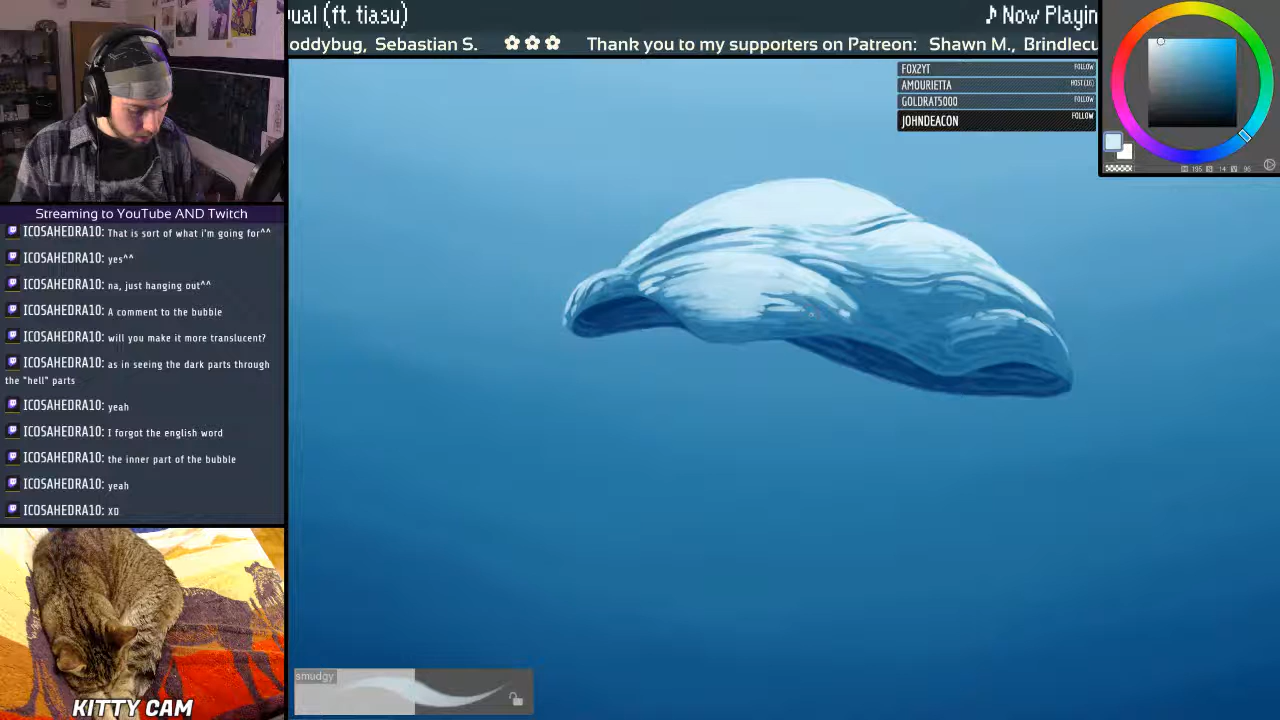 ual (ft. tiasu)
♪ Now Playin
oddybug, Sebastian S. ✿ ✿ ✿ Thank you to my supporters on Patreon: Shawn M., Brindlecu
FOXZYT FOLLOW
AMOURIETTA HOST (16)
GOLDRAT5000 FOLLOW
JOHNDEACON FOLLOW
Streaming to YouTube AND Twitch
ICOSAHEDRA10: That is sort of what i'm going for^^
ICOSAHEDRA10: yes^^
ICOSAHEDRA10: na, just hanging out^^
ICOSAHEDRA10: A comment to the bubble
ICOSAHEDRA10: will you make it more translucent?
ICOSAHEDRA10: as in seeing the dark parts through
the "hell" parts
ICOSAHEDRA10: yeah
ICOSAHEDRA10: I forgot the english word
ICOSAHEDRA10: the inner part of the bubble
ICOSAHEDRA10: yeah
ICOSAHEDRA10: xD
KITTY CAM
smudgy